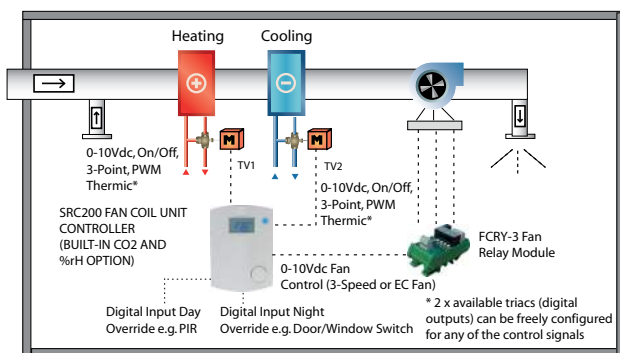 Heating
Cooling
0-10Vdc, On/Off,
3-Point, PWM
Thermic*
M
TV1
M
TV2
0-10Vdc, On/Off,
3-Point, PWM
Thermic*
SRC200 FAN COIL UNIT
CONTROLLER
(BUILT-IN CO2 AND
%rH OPTION)
FCRY-3 Fan
Relay Module
0-10Vdc Fan
Control (3-Speed or EC Fan)
Digital Input Day
Override e.g. PIR
Digital Input Night
Override e.g. Door/Window Switch
* 2 x available triacs (digital
outputs) can be freely configured
for any of the control signals